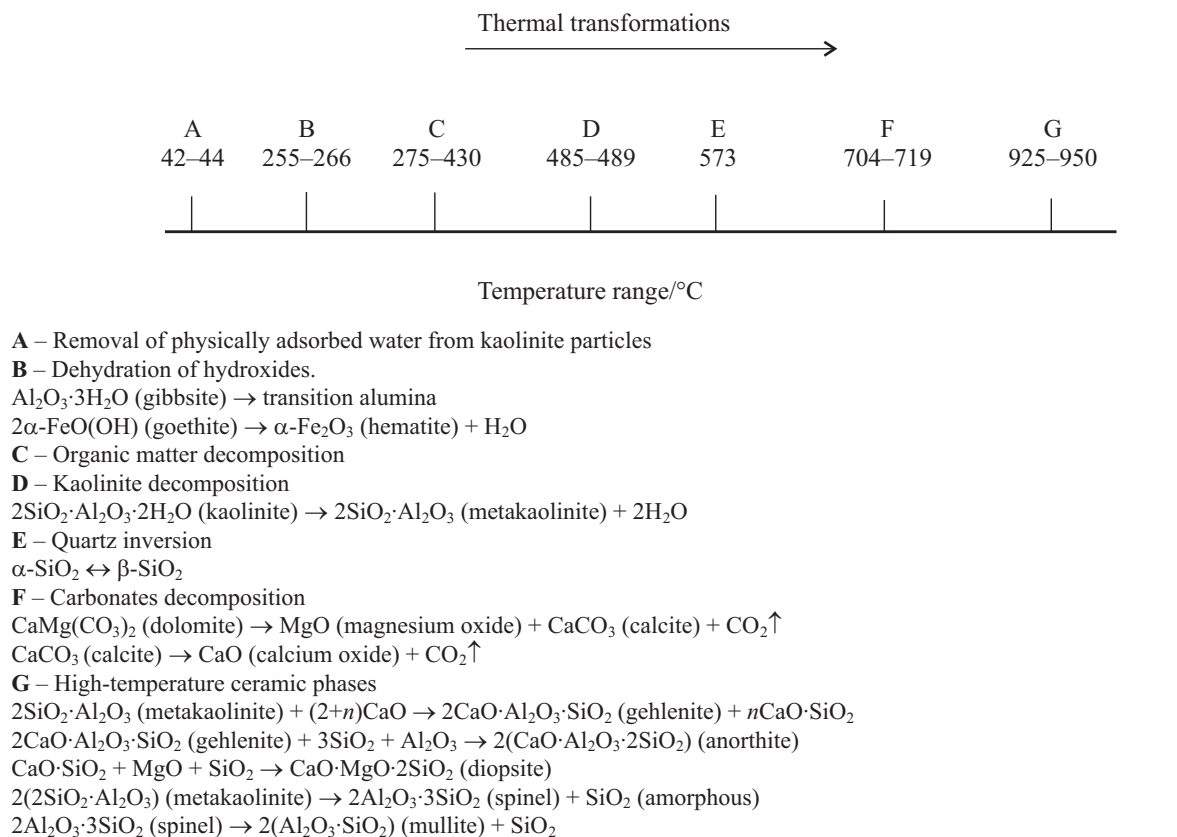 Thermal transformations
A B C D E F G
42–44 255–266 275–430 485–489 573 704–719 925–950
Temperature range/°C
A – Removal of physically adsorbed water from kaolinite particles
B – Dehydration of hydroxides.
Al₂O₃·3H₂O (gibbsite) → transition alumina
2α-FeO(OH) (goethite) → α-Fe₂O₃ (hematite) + H₂O
C – Organic matter decomposition
D – Kaolinite decomposition
2SiO₂·Al₂O₃·2H₂O (kaolinite) → 2SiO₂·Al₂O₃ (metakaolinite) + 2H₂O
E – Quartz inversion
α-SiO₂ ↔ β-SiO₂
F – Carbonates decomposition
CaMg(CO₃)₂ (dolomite) → MgO (magnesium oxide) + CaCO₃ (calcite) + CO₂↑
CaCO₃ (calcite) → CaO (calcium oxide) + CO₂↑
G – High-temperature ceramic phases
2SiO₂·Al₂O₃ (metakaolinite) + (2+n)CaO → 2CaO·Al₂O₃·SiO₂ (gehlenite) + nCaO·SiO₂
2CaO·Al₂O₃·SiO₂ (gehlenite) + 3SiO₂ + Al₂O₃ → 2(CaO·Al₂O₃·2SiO₂) (anorthite)
CaO·SiO₂ + MgO + SiO₂ → CaO·MgO·2SiO₂ (diopsite)
2(2SiO₂·Al₂O₃) (metakaolinite) → 2Al₂O₃·3SiO₂ (spinel) + SiO₂ (amorphous)
2Al₂O₃·3SiO₂ (spinel) → 2(Al₂O₃·SiO₂) (mullite) + SiO₂